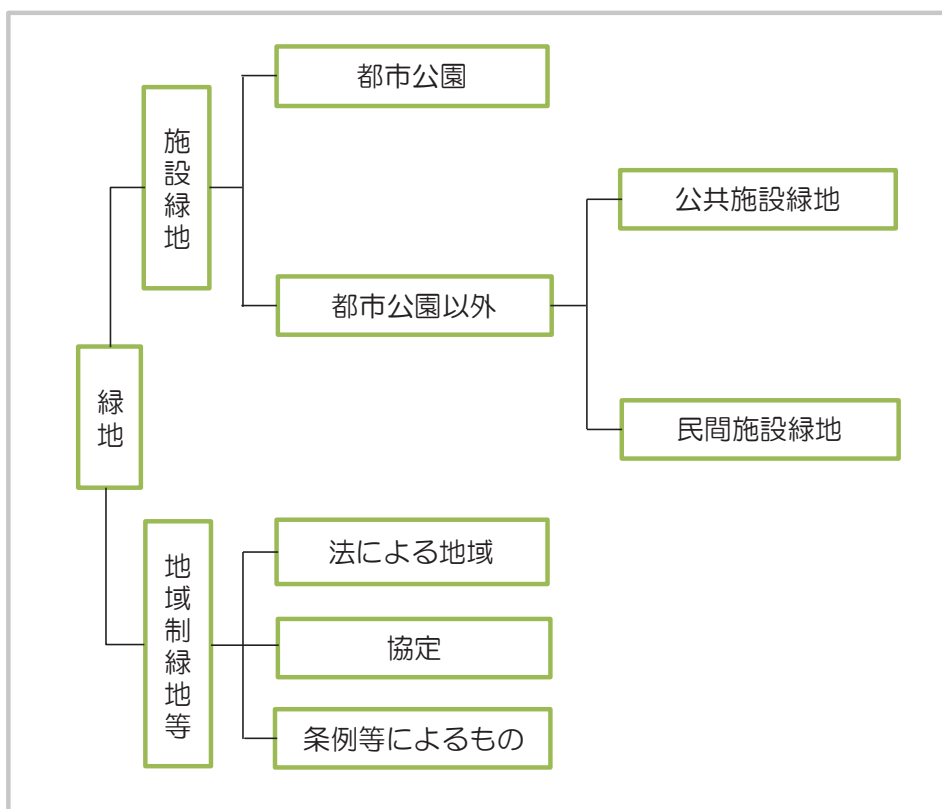 都市公園
施設緑地
公共施設緑地
都市公園以外
緑地
民間施設緑地
法による地域
地域制緑地等
協定
条例等によるもの